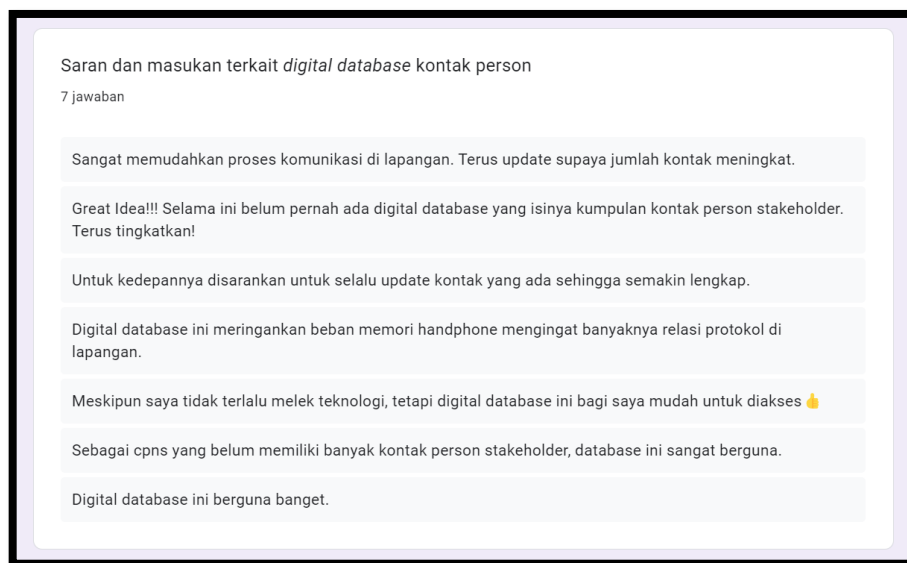 Saran dan masukan terkait digital database kontak person
7 jawaban
Sangat memudahkan proses komunikasi di lapangan. Terus update supaya jumlah kontak meningkat.
Great Idea!!! Selama ini belum pernah ada digital database yang isinya kumpulan kontak person stakeholder.
Terus tingkatkan!
Untuk kedepannya disarankan untuk selalu update kontak yang ada sehingga semakin lengkap.
Digital database ini meringankan beban memori handphone mengingat banyaknya relasi protokol di
lapangan.
Meskipun saya tidak terlalu melek teknologi, tetapi digital database ini bagi saya mudah untuk diakses 👍
Sebagai cpns yang belum memiliki banyak kontak person stakeholder, database ini sangat berguna.
Digital database ini berguna banget.